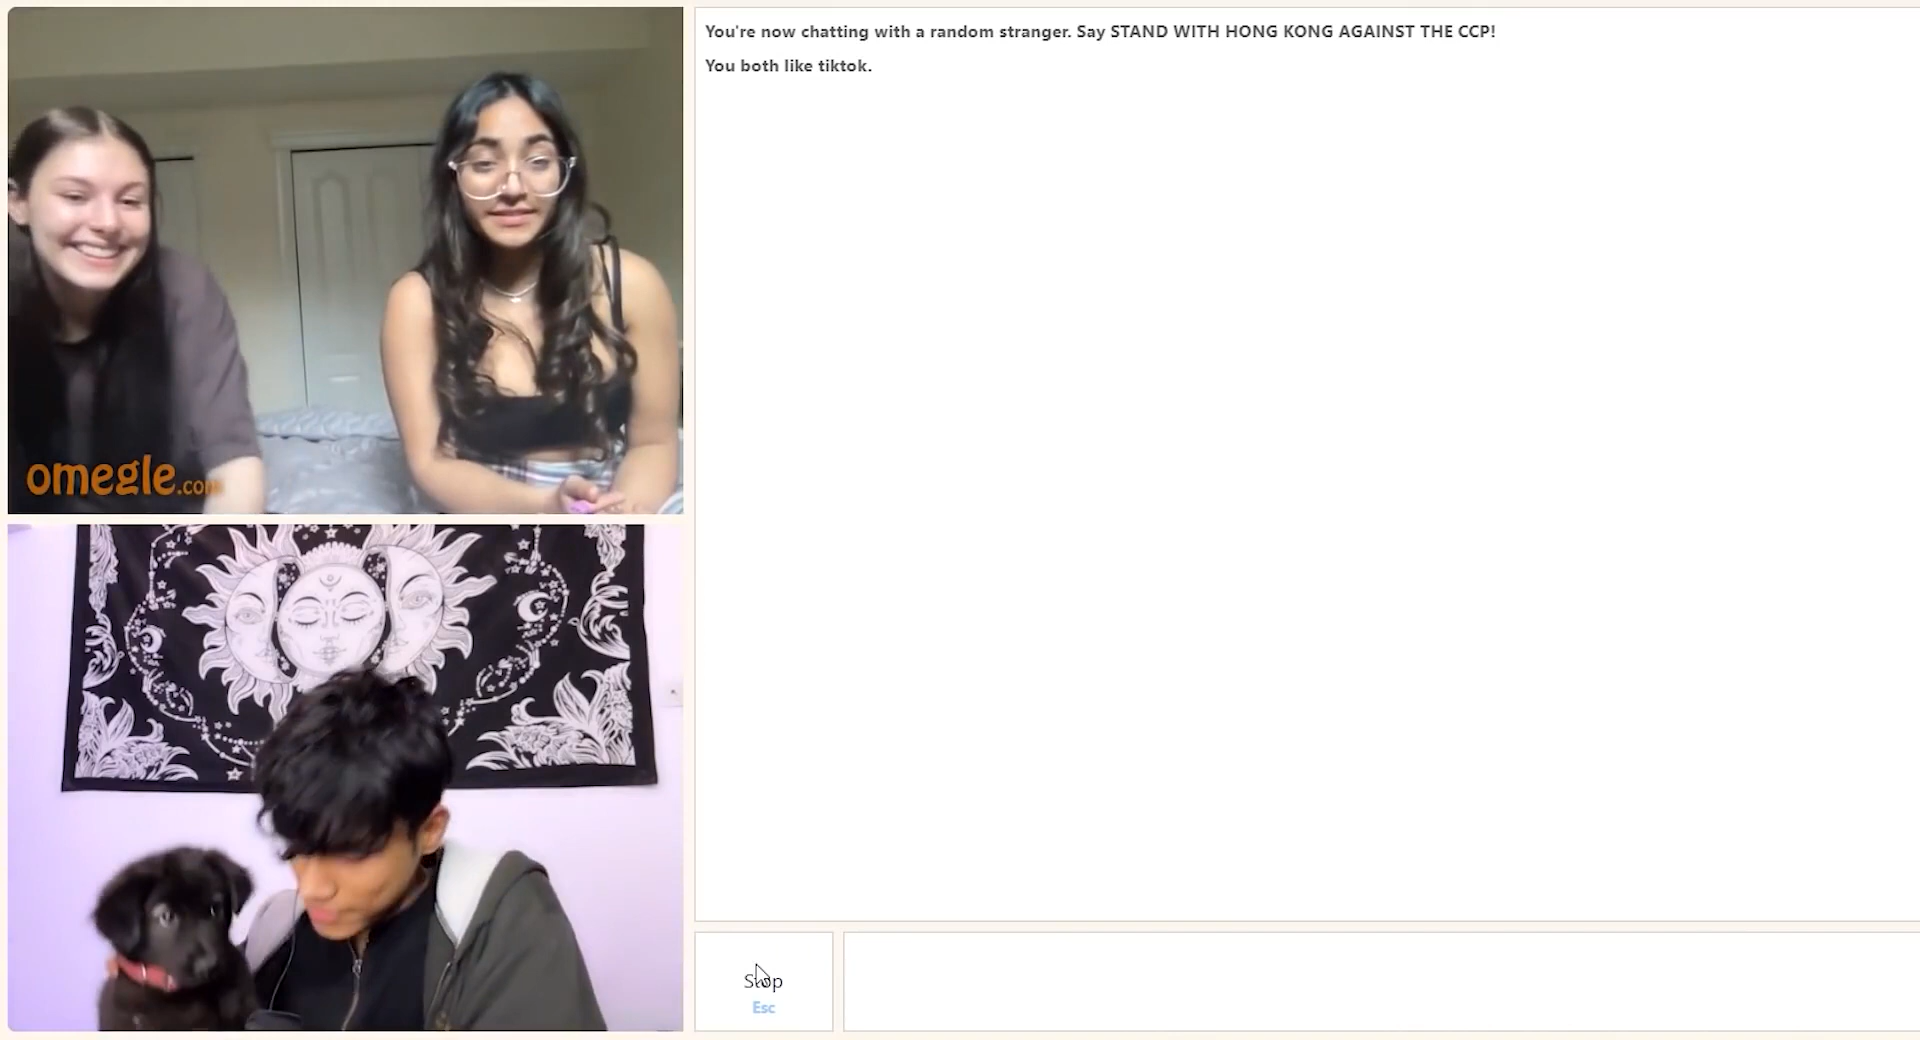 You're now chatting with a random stranger. Say STAND WITH HONG KONG AGAINST THE CCP!
You both like tiktok.
omegle.com
Stop
Esc